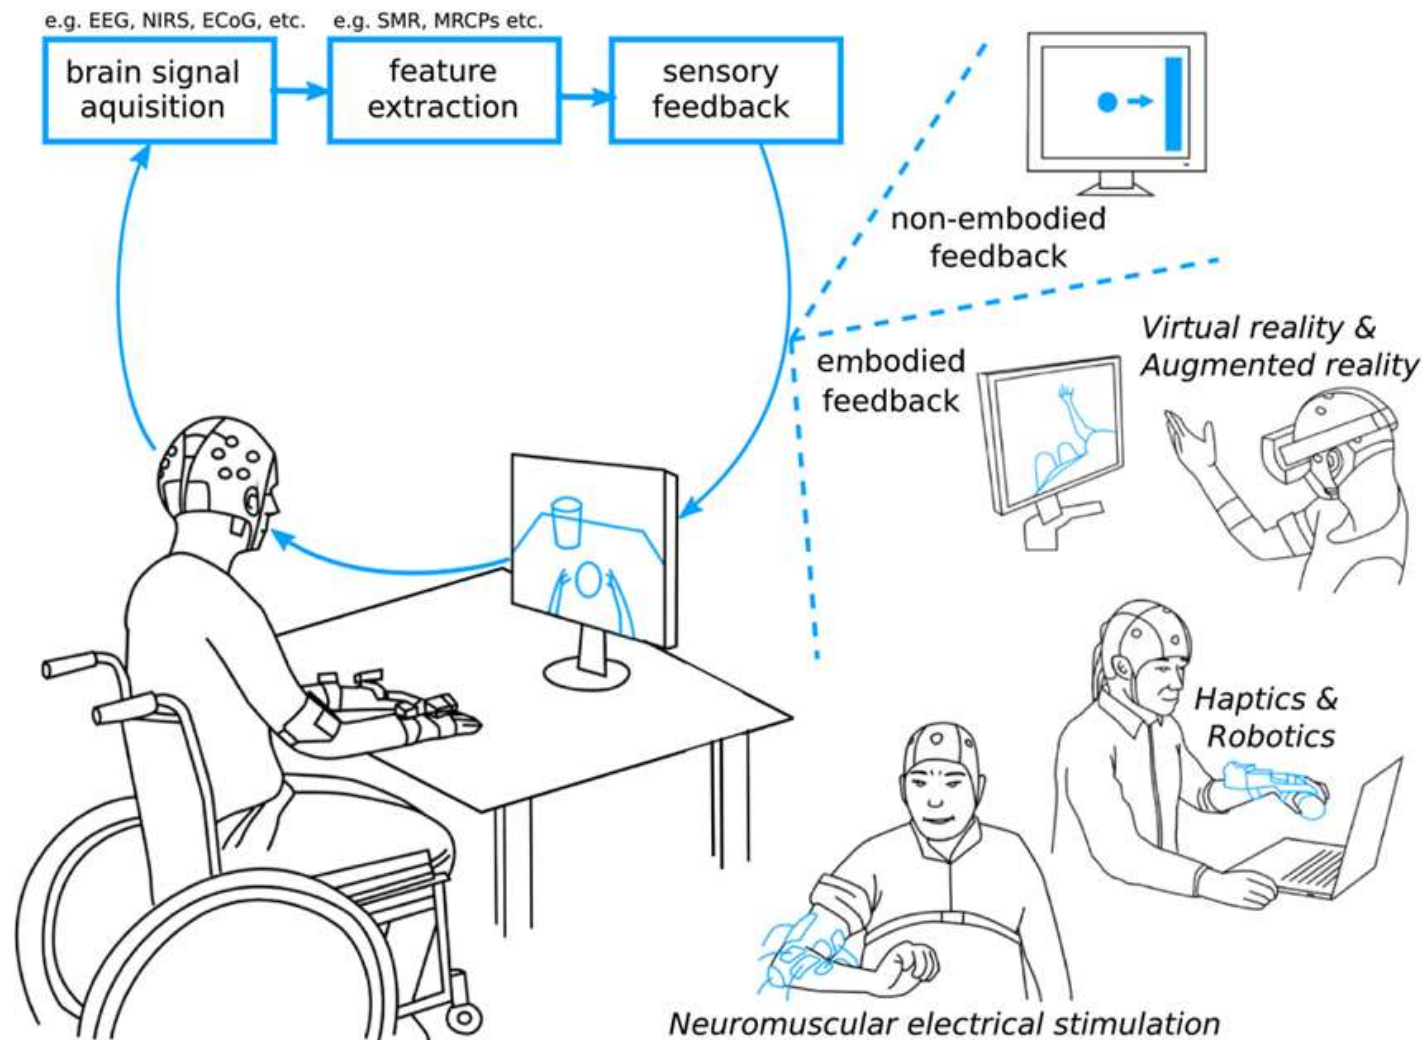 e.g. EEG, NIRS, ECoG, etc.
e.g. SMR, MRCPs etc.
brain signal
aquisition
feature
extraction
sensory
feedback
non-embodied
feedback
embodied
feedback
Virtual reality &
Augmented reality
Haptics &
Robotics
Neuromuscular electrical stimulation